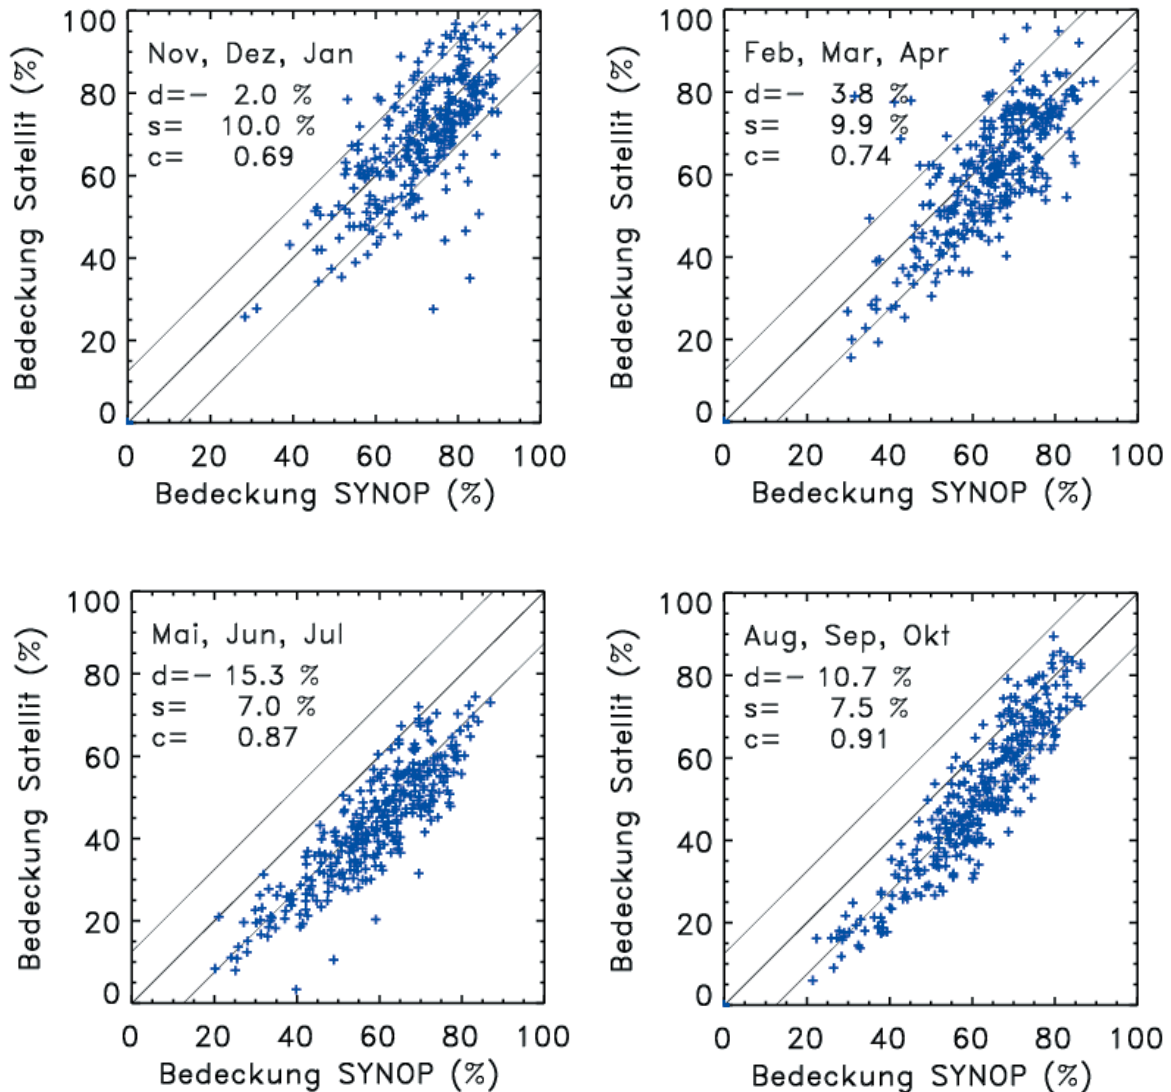 Nov, Dez, Jan
d=- 2.0 %
s= 10.0 %
c= 0.69
100
80
60
40
20
0
0 20 40 60 80 100
Bedeckung SYNOP (%)
Bedeckung Satellit (%)
Feb, Mar, Apr
d=- 3.8 %
s= 9.9 %
c= 0.74
100
80
60
40
20
0
0 20 40 60 80 100
Bedeckung SYNOP (%)
Bedeckung Satellit (%)
Mai, Jun, Jul
d=- 15.3 %
s= 7.0 %
c= 0.87
100
80
60
40
20
0
0 20 40 60 80 100
Bedeckung SYNOP (%)
Bedeckung Satellit (%)
Aug, Sep, Okt
d=- 10.7 %
s= 7.5 %
c= 0.91
100
80
60
40
20
0
0 20 40 60 80 100
Bedeckung SYNOP (%)
Bedeckung Satellit (%)